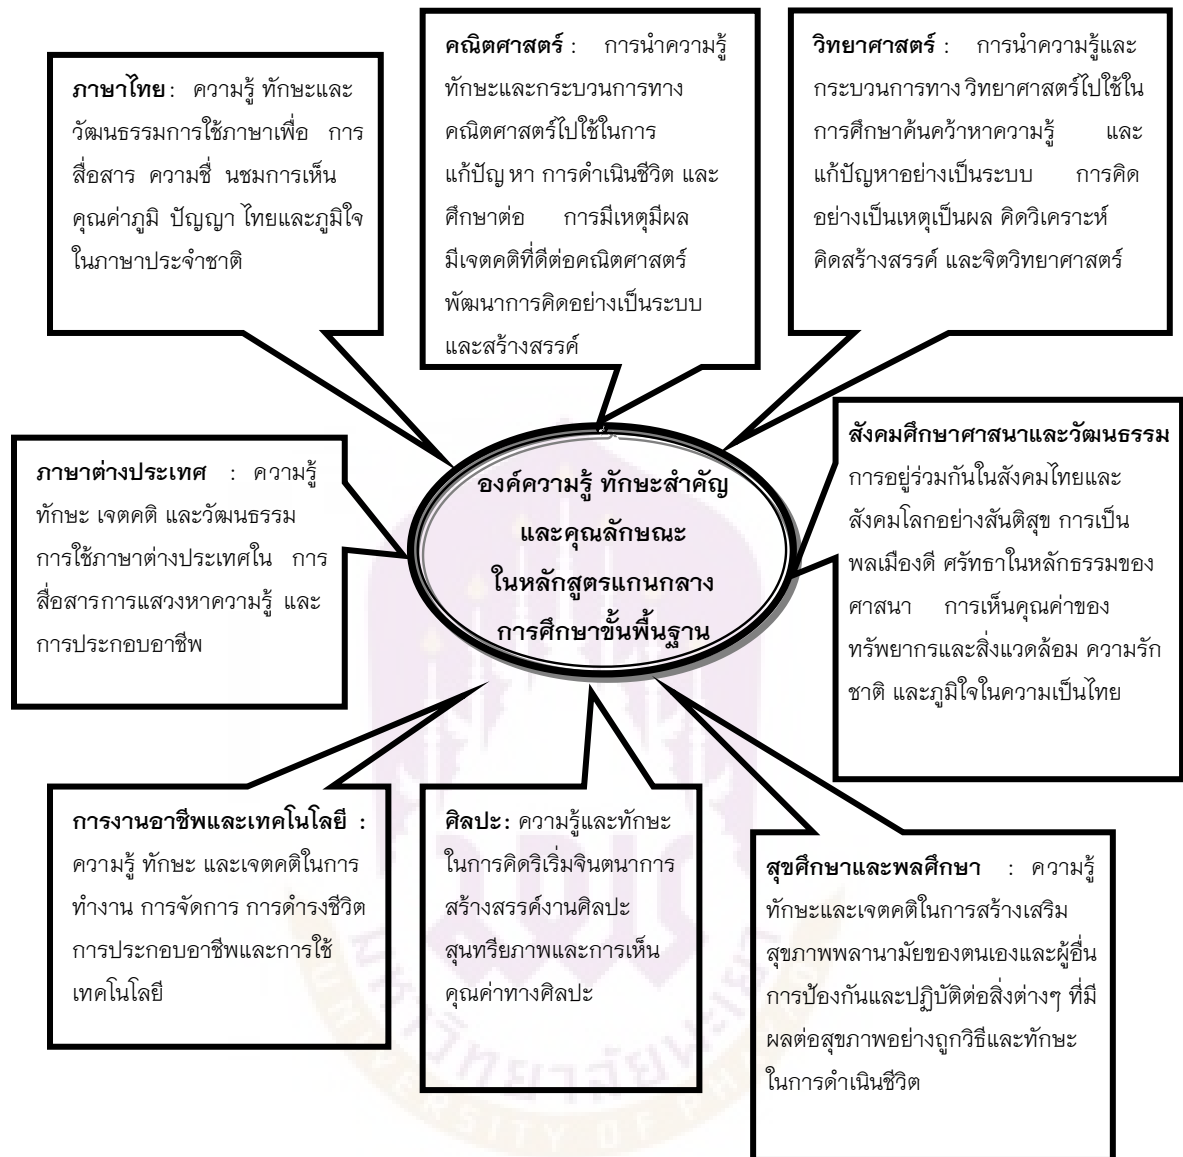 ภาษาไทย : ความรู้ ทักษะและ
วัฒนธรรมการใช้ภาษาเพื่อ การ
สื่อสาร ความชื่ นชมการเห็น
คุณค่าภูมิ ปัญญา ไทยและภูมิใจ
ในภาษาประจำชาติ
คณิตศาสตร์ : การนำความรู้
ทักษะและกระบวนการทาง
คณิตศาสตร์ไปใช้ในการ
แก้ปัญ หา การดำเนินชีวิต และ
ศึกษาต่อ การมีเหตุมีผล
มีเจตคติที่ดีต่อคณิตศาสตร์
พัฒนาการคิดอย่างเป็นระบบ
และสร้างสรรค์
วิทยาศาสตร์ : การนำความรู้และ
กระบวนการทาง วิทยาศาสตร์ไปใช้ใน
การศึกษาค้นคว้าหาความรู้ และ
แก้ปัญหาอย่างเป็นระบบ การคิด
อย่างเป็นเหตุเป็นผล คิดวิเคราะห์
คิดสร้างสรรค์ และจิตวิทยาศาสตร์
ภาษาต่างประเทศ : ความรู้
ทักษะ เจตคติ และวัฒนธรรม
การใช้ภาษาต่างประเทศใน การ
สื่อสารการแสวงหาความรู้ และ
การประกอบอาชีพ
องค์ความรู้ ทักษะสำคัญ
และคุณลักษณะ
ในหลักสูตรแกนกลาง
การศึกษาขั้นพื้นฐาน
สังคมศึกษาศาสนาและวัฒนธรรม
การอยู่ร่วมกันในสังคมไทยและ
สังคมโลกอย่างสันติสุข การเป็น
พลเมืองดี ศรัทธาในหลักธรรมของ
ศาสนา การเห็นคุณค่าของ
ทรัพยากรและสิ่งแวดล้อม ความรัก
ชาติ และภูมิใจในความเป็นไทย
การงานอาชีพและเทคโนโลยี :
ความรู้ ทักษะ และเจตคติในการ
ทำงาน การจัดการ การดำรงชีวิต
การประกอบอาชีพและการใช้
เทคโนโลยี
ศิลปะ: ความรู้และทักษะ
ในการคิดริเริ่มจินตนาการ
สร้างสรรค์งานศิลปะ
สุนทรียภาพและการเห็น
คุณค่าทางศิลปะ
สุขศึกษาและพลศึกษา : ความรู้
ทักษะและเจตคติในการสร้างเสริม
สุขภาพพลานามัยของตนเองและผู้อื่น
การป้องกันและปฏิบัติต่อสิ่งต่างๆ ที่มี
ผลต่อสุขภาพอย่างถูกวิธีและทักษะ
ในการดำเนินชีวิต